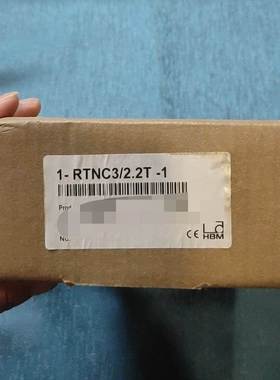 1- RTNC3/2.2T -1
Prod
No.
CE HBM